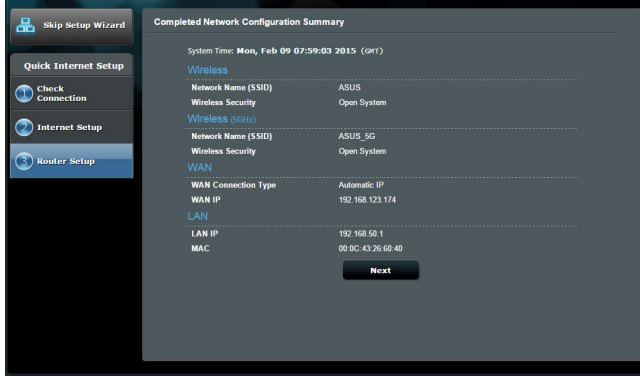 Skip Setup Wizard
Quick Internet Setup
1 Check Connection
2 Internet Setup
3 Router Setup
Completed Network Configuration Summary
System Time: Mon, Feb 09 07:59:03 2015 (GMT)
Wireless
Network Name (SSID) ASUS
Wireless Security Open System
Wireless (5GHz)
Network Name (SSID) ASUS_5G
Wireless Security Open System
WAN
WAN Connection Type Automatic IP
WAN IP 192.168.123.174
LAN
LAN IP 192.168.50.1
MAC 00:0C:43:26:60:40
Next